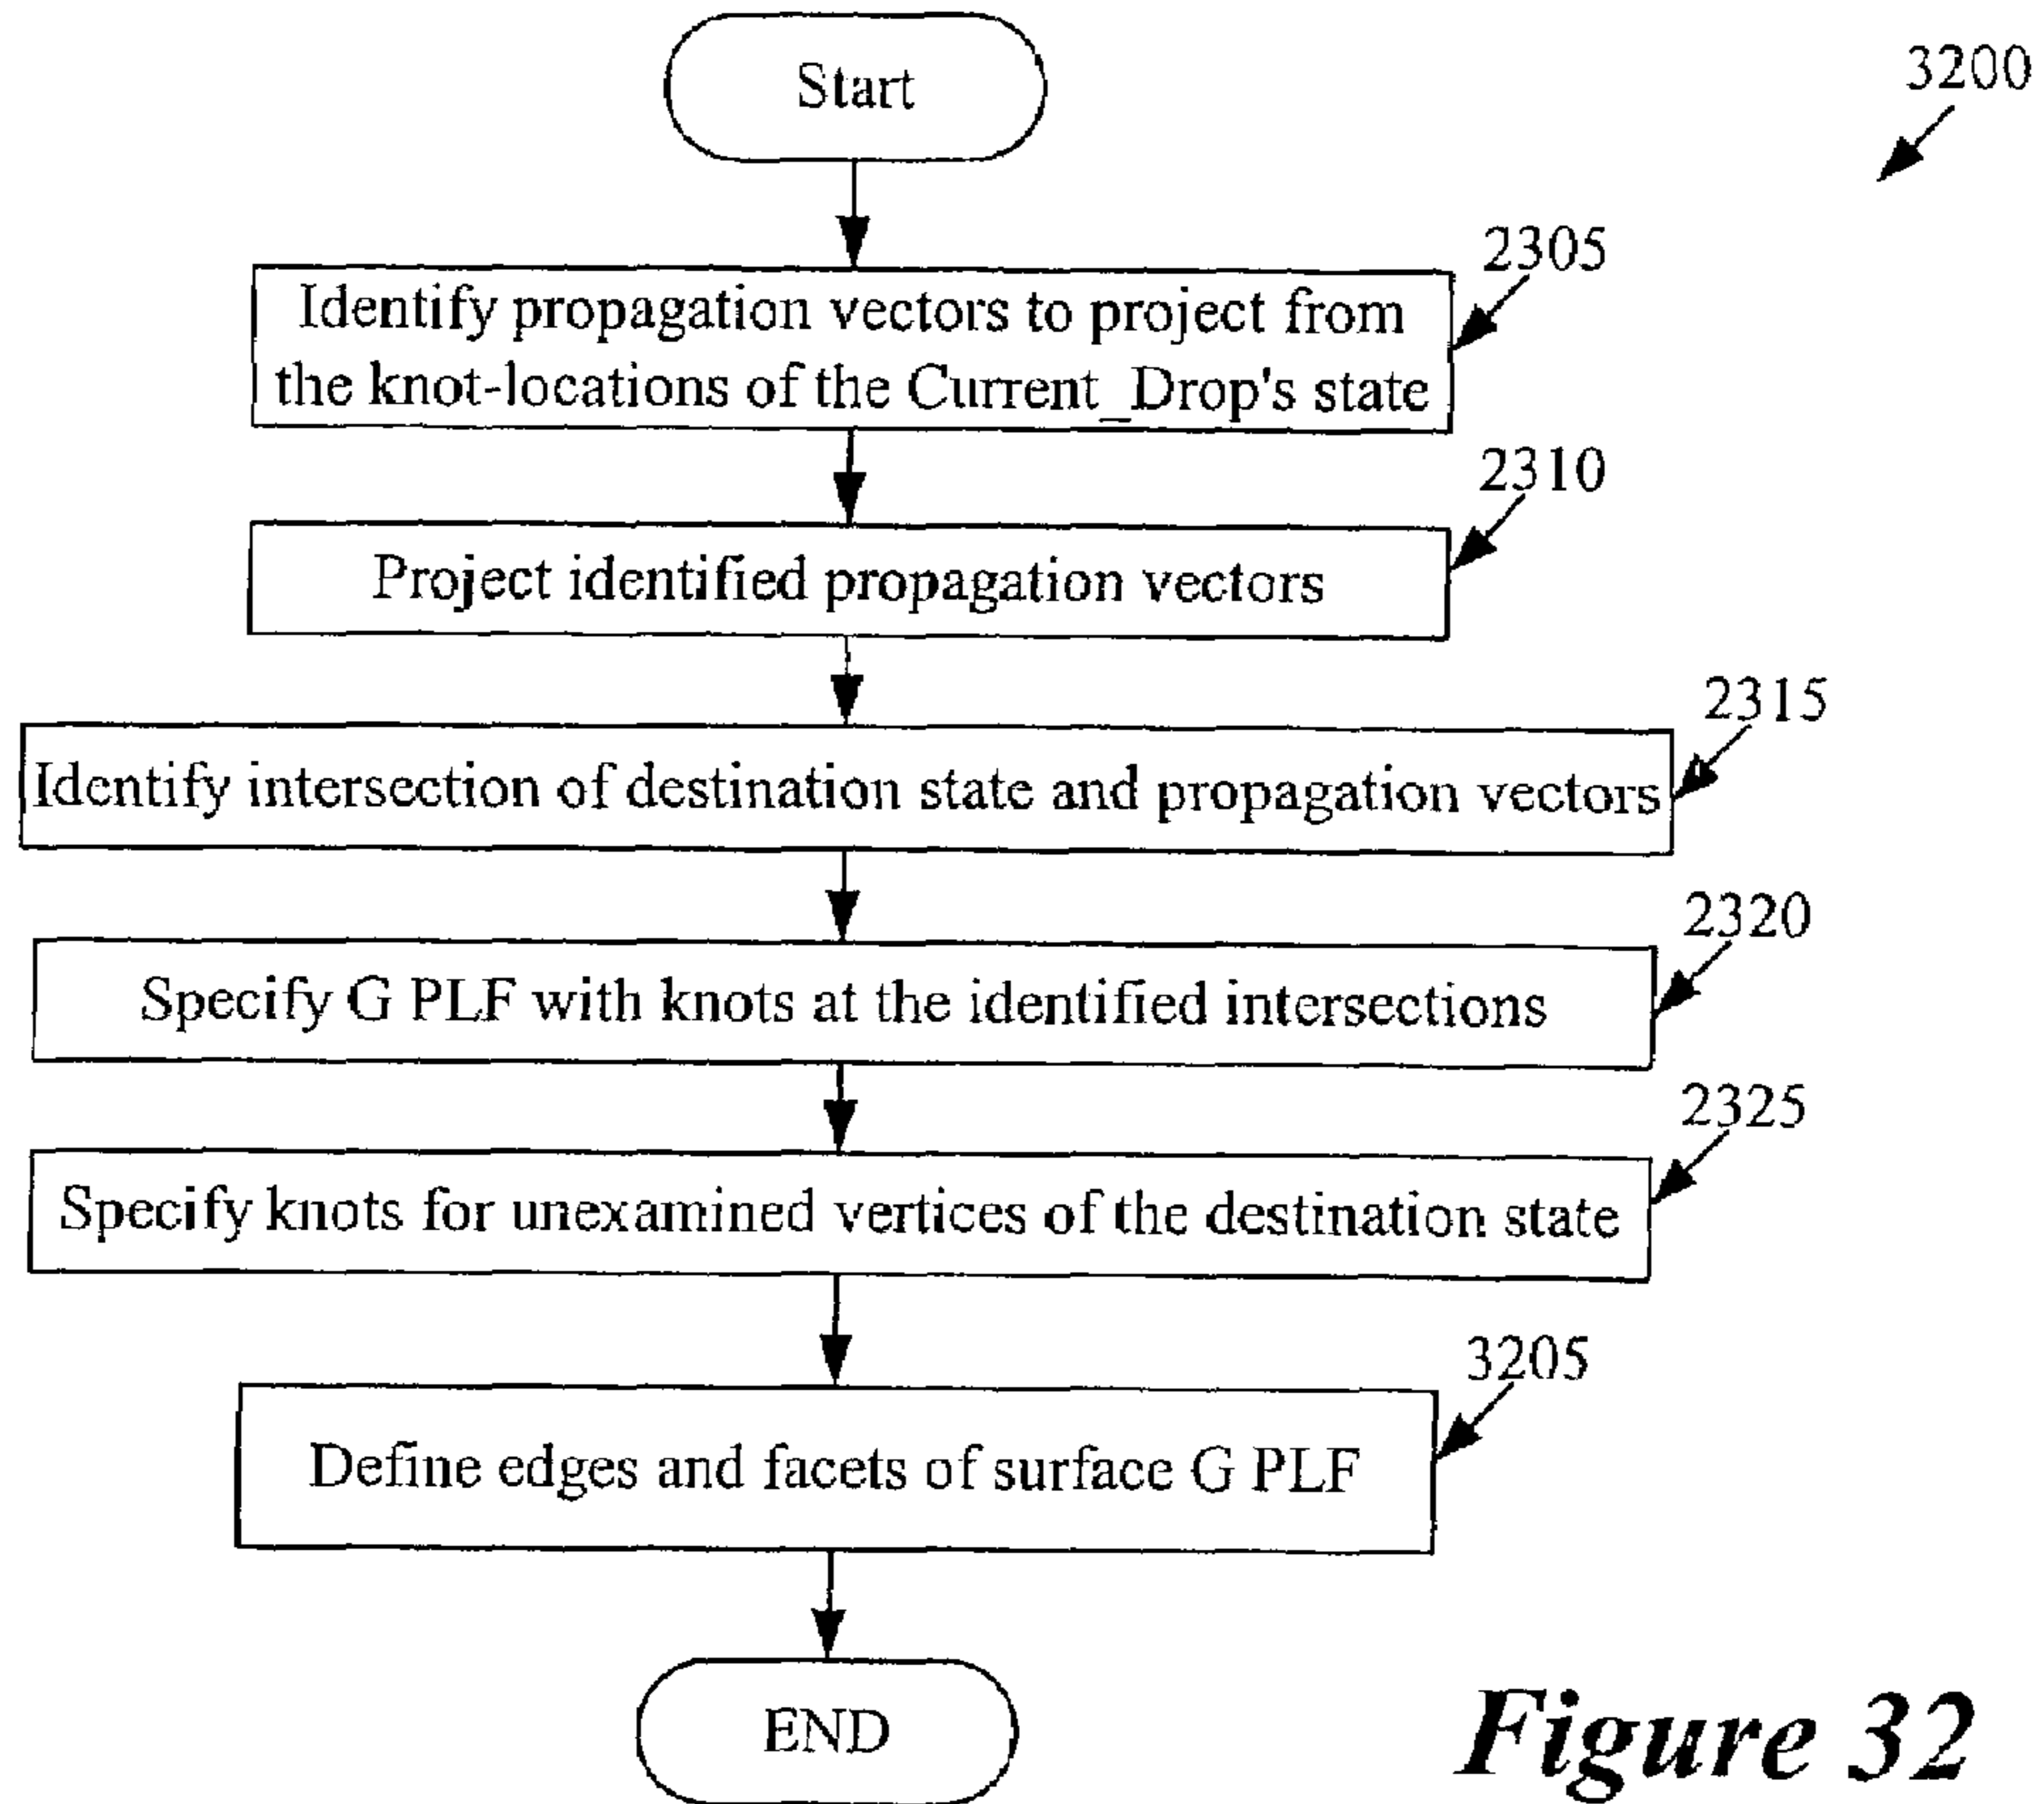 Start
3200
2305
Identify propagation vectors to project from
the knot-locations of the Current_Drop's state
2310
Project identified propagation vectors
2315
Identify intersection of destination state and propagation vectors
2320
Specify G PLF with knots at the identified intersections
2325
Specify knots for unexamined vertices of the destination state
3205
Define edges and facets of surface G PLF
END
Figure 32